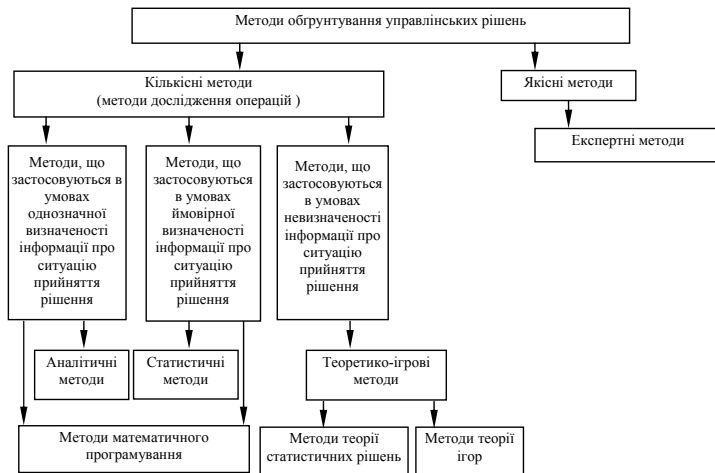 Методи обґрунтування управлінських рішень
Кількісні методи
(методи дослідження операцій )
Якісні методи
Експертні методи
Методи, що
застосовуються в
умовах
однозначної
визначеності
інформації про
ситуацію
прийняття
рішення
Методи, що
застосовуються
в умовах
ймовірної
визначеності
інформації про
ситуацію
прийняття
рішення
Методи, що
застосовуються
в умовах
невизначеності
інформації про
ситуацію
прийняття
рішення
Аналітичні
методи
Статистичні
методи
Теоретико-ігрові
методи
Методи математичного
програмування
Методи теорії
статистичних рішень
Методи теорії
ігор